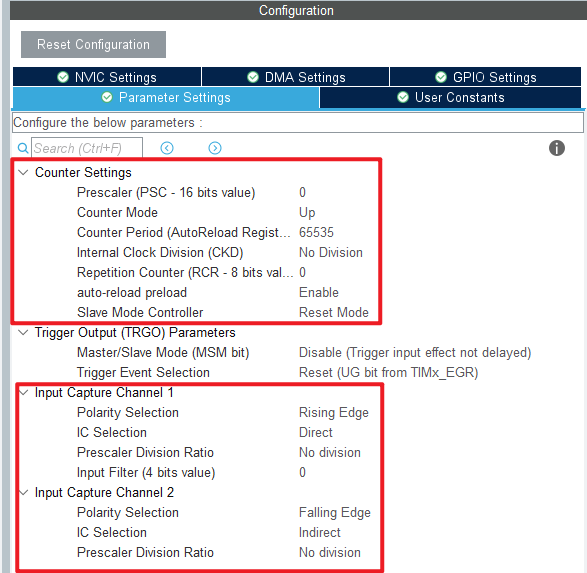 Configuration
Reset Configuration
NVIC Settings DMA Settings GPIO Settings
Parameter Settings User Constants
Configure the below parameters :
Search (Ctrl+F)
Counter Settings
Prescaler (PSC - 16 bits value) 0
Counter Mode Up
Counter Period (AutoReload Regist... 65535
Internal Clock Division (CKD) No Division
Repetition Counter (RCR - 8 bits val... 0
auto-reload preload Enable
Slave Mode Controller Reset Mode
Trigger Output (TRGO) Parameters
Master/Slave Mode (MSM bit) Disable (Trigger input effect not delayed)
Trigger Event Selection Reset (UG bit from TIMx_EGR)
Input Capture Channel 1
Polarity Selection Rising Edge
IC Selection Direct
Prescaler Division Ratio No division
Input Filter (4 bits value) 0
Input Capture Channel 2
Polarity Selection Falling Edge
IC Selection Indirect
Prescaler Division Ratio No division